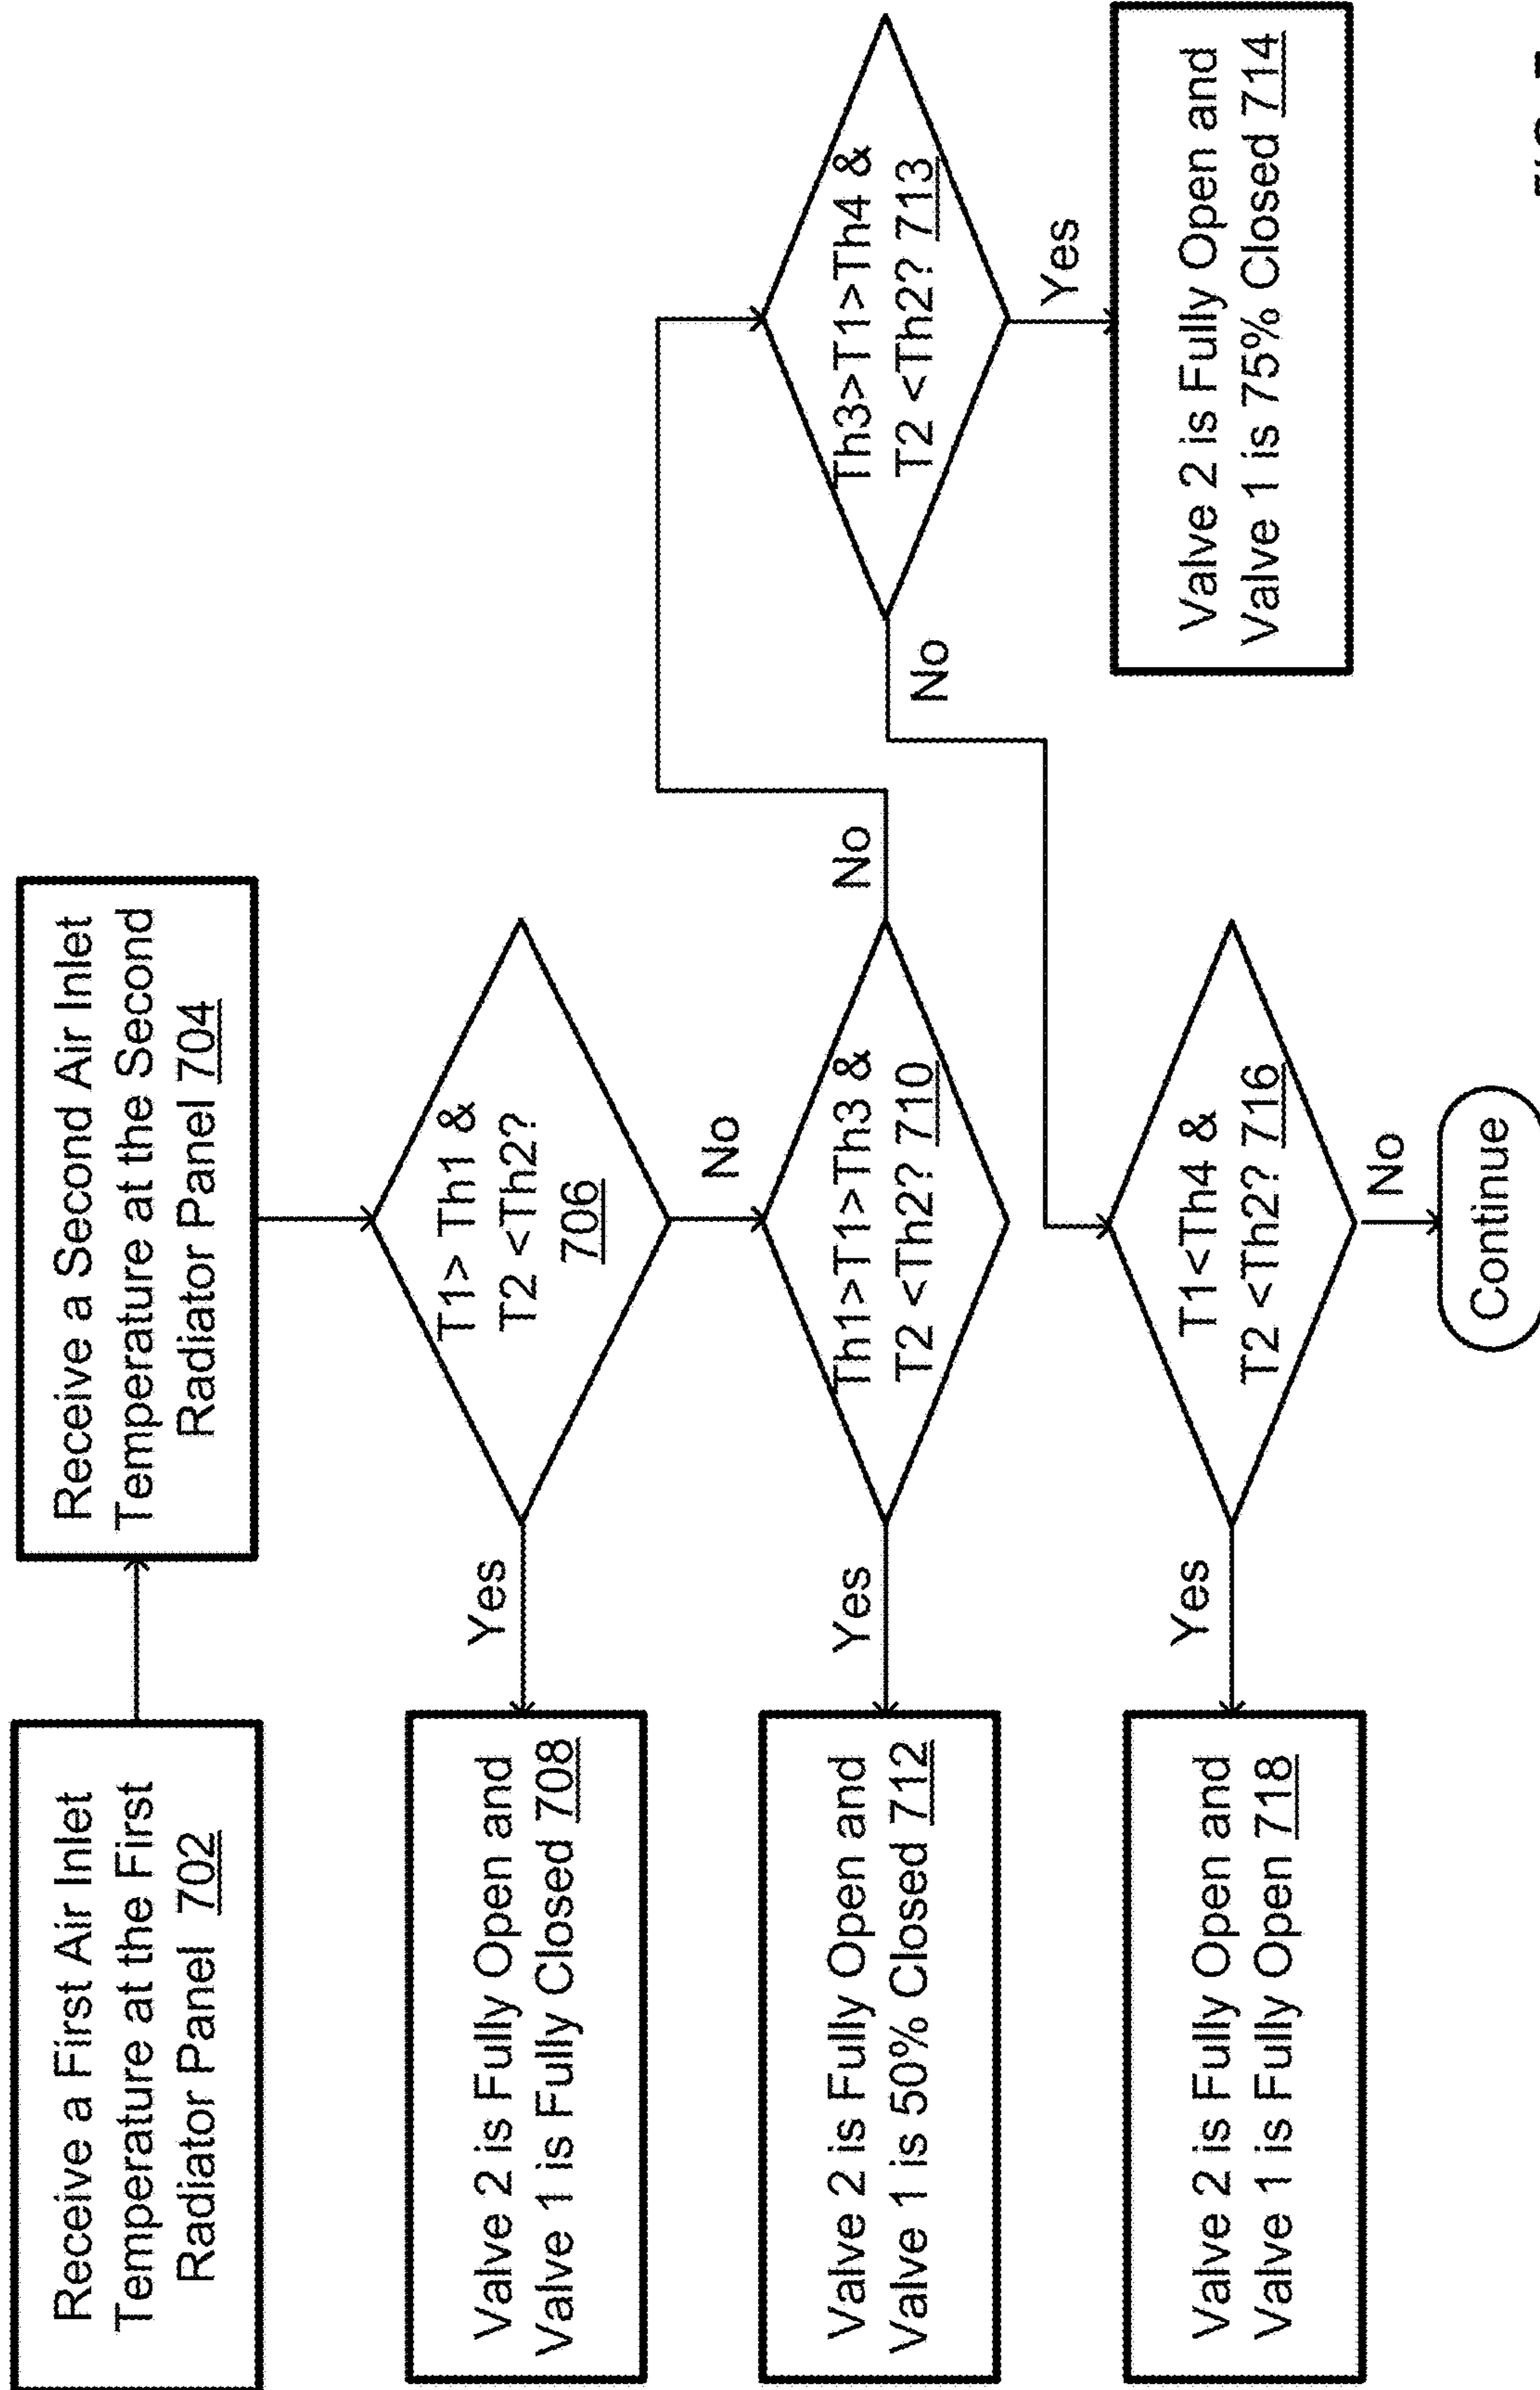 Receive a First Air Inlet
Temperature at the First
Radiator Panel 702
Receive a Second Air Inlet
Temperature at the Second
Radiator Panel 704
T1> Th1 &
T2 <Th2?
706
Yes
No
Valve 2 is Fully Open and
Valve 1 is Fully Closed 708
Th1>T1>Th3 &
T2 <Th2? 710
Yes
No
Valve 2 is Fully Open and
Valve 1 is 50% Closed 712
Th3>T1>Th4 &
T2 <Th2? 713
No
Yes
Valve 2 is Fully Open and
Valve 1 is 75% Closed 714
T1<Th4 &
T2 <Th2? 716
Yes
No
Valve 2 is Fully Open and
Valve 1 is Fully Open 718
Continue